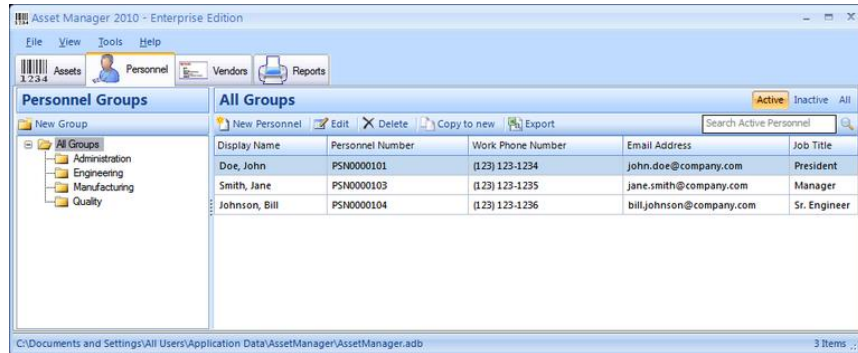 Asset Manager 2010 - Enterprise Edition
File View Tools Help
1234 Assets Personnel Vendors Reports
Personnel Groups All Groups Active Inactive All
New Group New Personnel Edit Delete Copy to new Export Search Active Personnel
All Groups
Administration
Engineering
Manufacturing
Quality
Display Name Personnel Number Work Phone Number Email Address Job Title
Doe, John PSN0000101 (123) 123-1234 john.doe@company.com President
Smith, Jane PSN0000103 (123) 123-1235 jane.smith@company.com Manager
Johnson, Bill PSN0000104 (123) 123-1236 bill.johnson@company.com Sr. Engineer
C:\Documents and Settings\All Users\Application Data\AssetManager\AssetManager.adb 3 Items